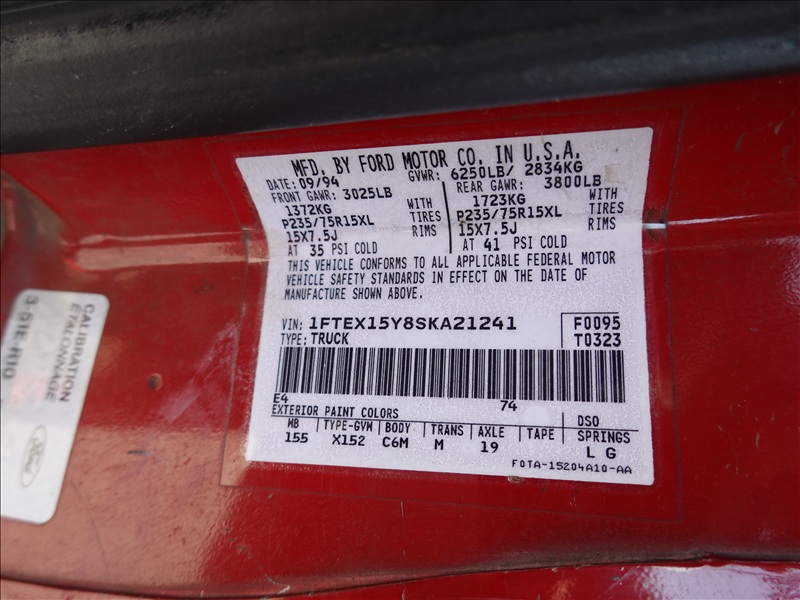 MFD. BY FORD MOTOR CO. IN U.S.A.
DATE: 09/94 GVWR: 6250LB/ 2834KG
FRONT GAWR: 3025LB REAR GAWR: 3800LB
1372KG WITH 1723KG WITH
P235/75R15XL TIRES P235/75R15XL TIRES
15X7.5J RIMS 15X7.5J RIMS
AT 35 PSI COLD AT 41 PSI COLD
THIS VEHICLE CONFORMS TO ALL APPLICABLE FEDERAL MOTOR
VEHICLE SAFETY STANDARDS IN EFFECT ON THE DATE OF
MANUFACTURE SHOWN ABOVE.
VIN: 1FTEX15Y8SKA21241 F0095
TYPE: TRUCK T0323
E4 74
EXTERIOR PAINT COLORS DSO
WB TYPE-GVW BODY TRANS AXLE TAPE SPRINGS
155 X152 C6M M 19 L G
F0TA-15204A10-AA
CALIBRATION
ETALONNAGE
3-51E-R10
Ford